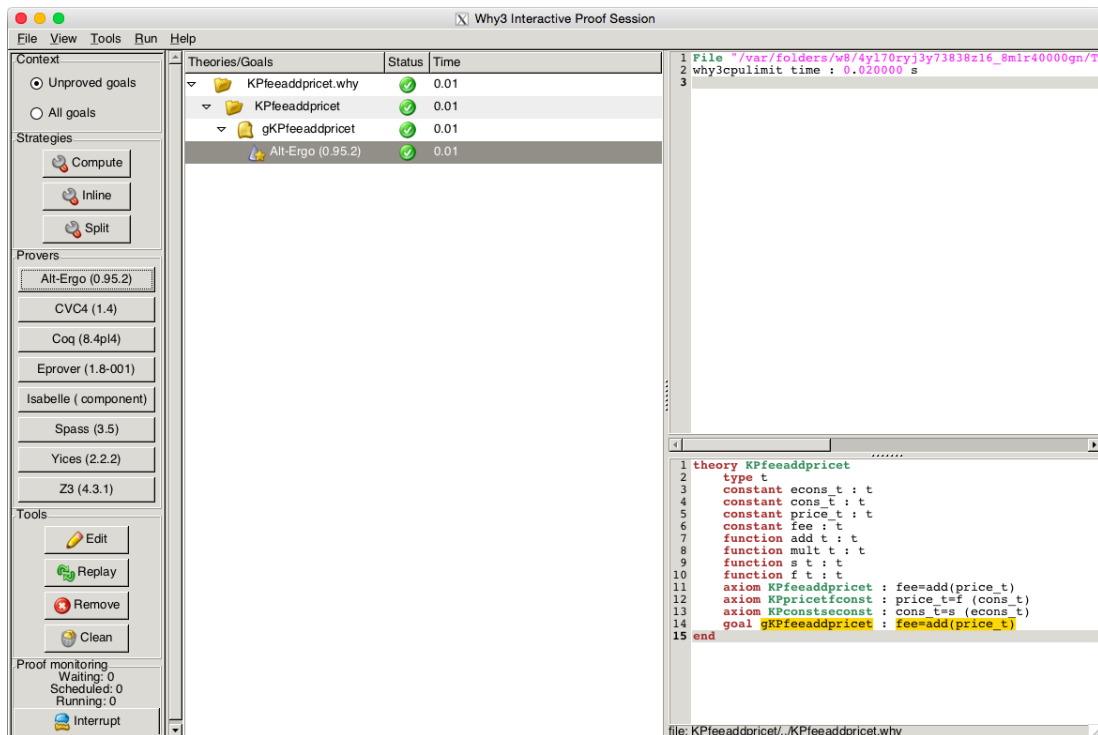 Why3 Interactive Proof Session
File View Tools Run Help
Context
Unproved goals
All goals
Strategies
Compute
Inline
Split
Provers
Alt-Ergo (0.95.2)
CVC4 (1.4)
Coq (8.4pl4)
Eprover (1.8-001)
Isabelle ( component)
Spass (3.5)
Yices (2.2.2)
Z3 (4.3.1)
Tools
Edit
Replay
Remove
Clean
Proof monitoring
Waiting: 0
Scheduled: 0
Running: 0
Interrupt
Theories/Goals Status Time
KPfeeaddpricet.why 0.01
KPfeeaddpricet 0.01
gKPfeeaddpricet 0.01
Alt-Ergo (0.95.2) 0.01
1 File "/var/folders/w8/4yl70ryj3y73838z16_8m1r40000gn/T
2 why3cpulimit time : 0.020000 s
3
1 theory KPfeeaddpricet
2 type t
3 constant econs_t : t
4 constant cons_t : t
5 constant price_t : t
6 constant fee : t
7 function add t : t
8 function mult t : t
9 function s t : t
10 function f t : t
11 axiom KPfeeaddpricet : fee=add(price_t)
12 axiom KPpricetfconst : price_t=f (cons_t)
13 axiom KPconstseconst : cons_t=s (econs_t)
14 goal gKPfeeaddpricet : fee=add(price_t)
15 end
file: KPfeeaddpricet/../KPfeeaddpricet.why